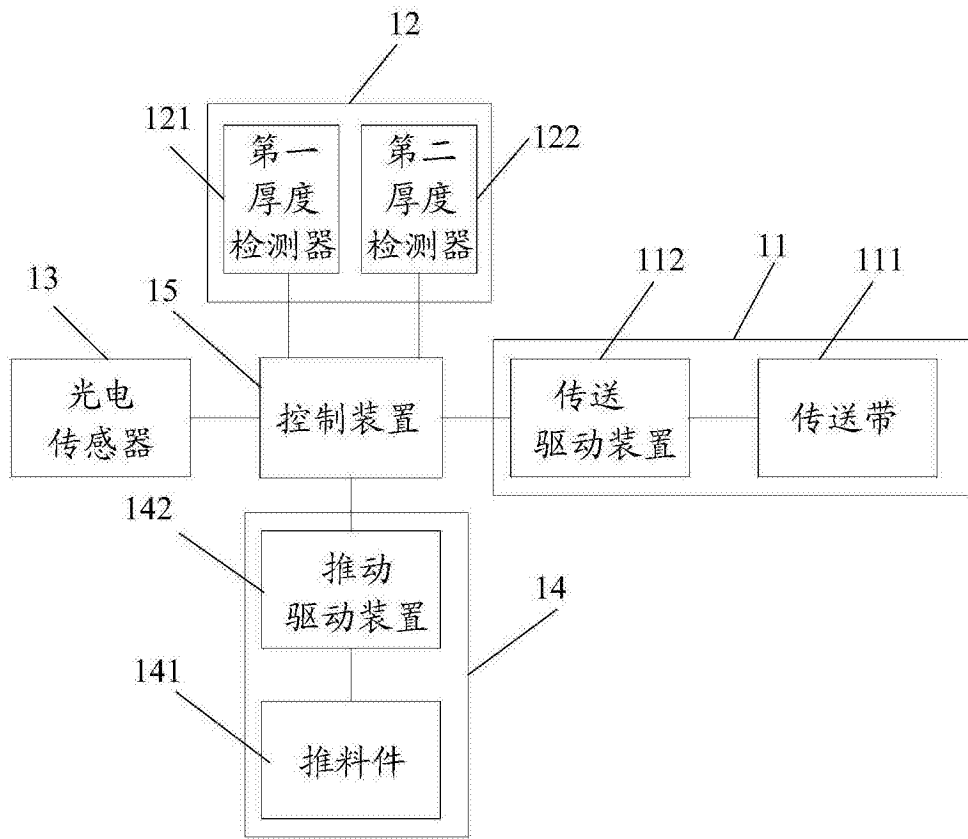 12
121
第一
厚度
检测器
第二
厚度
检测器
122
13
15
112
11
111
光电
传感器
控制装置
传送
驱动装置
传送带
142
推动
驱动装置
14
141
推料件